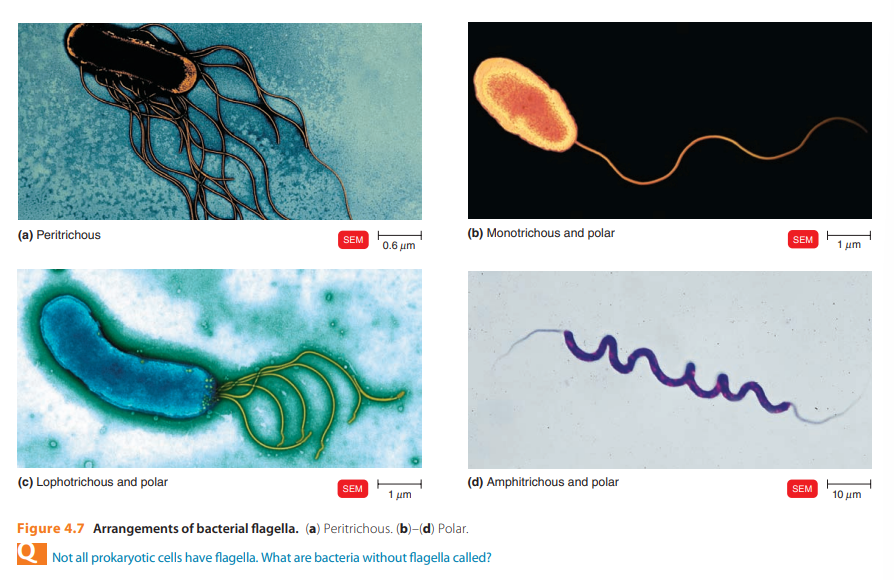 (a) Peritrichous
SEM
0.6 µm
(b) Monotrichous and polar
SEM
1 µm
(c) Lophotrichous and polar
SEM
1 µm
(d) Amphitrichous and polar
SEM
10 µm
Figure 4.7 Arrangements of bacterial flagella. (a) Peritrichous. (b)–(d) Polar.
Q Not all prokaryotic cells have flagella. What are bacteria without flagella called?